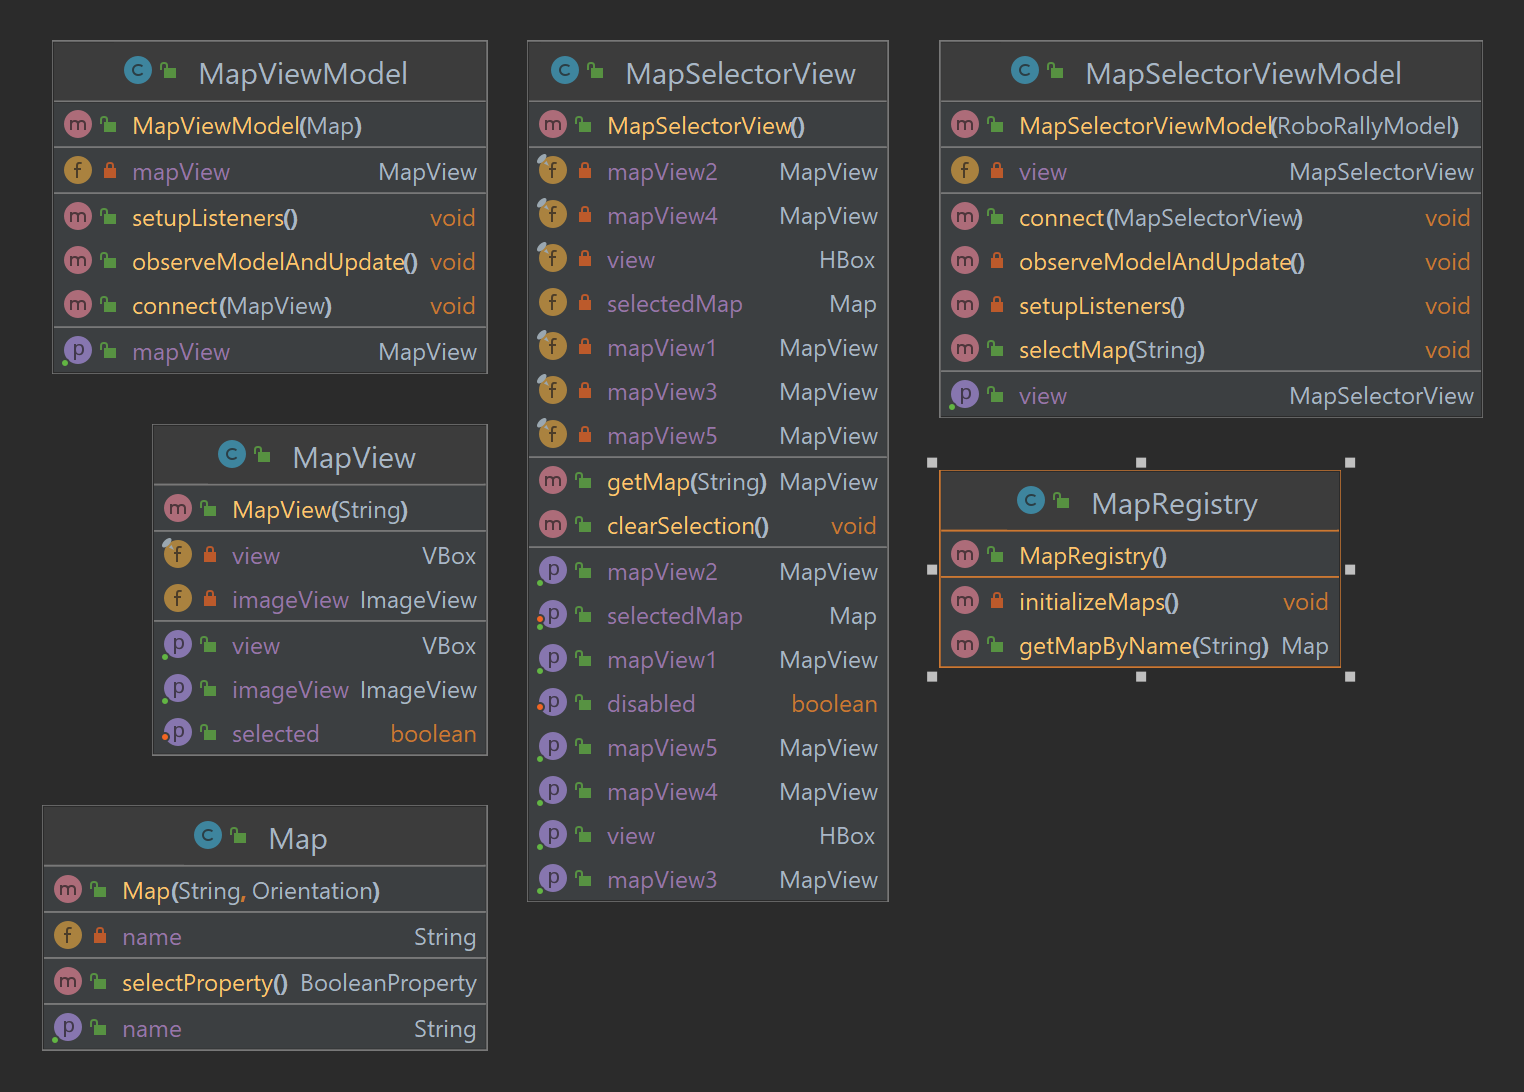 MapViewModel
MapViewModel(Map)
mapView MapView
setupListeners() void
observeModelAndUpdate() void
connect(MapView) void
mapView MapView
MapView
MapView(String)
view VBox
imageView ImageView
view VBox
imageView ImageView
selected boolean
Map
Map(String, Orientation)
name String
selectProperty() BooleanProperty
name String
MapSelectorView
MapSelectorView()
mapView2 MapView
mapView4 MapView
view HBox
selectedMap Map
mapView1 MapView
mapView3 MapView
mapView5 MapView
getMap(String) MapView
clearSelection() void
mapView2 MapView
selectedMap Map
mapView1 MapView
disabled boolean
mapView5 MapView
mapView4 MapView
view HBox
mapView3 MapView
MapSelectorViewModel
MapSelectorViewModel(RoboRallyModel)
view MapSelectorView
connect(MapSelectorView) void
observeModelAndUpdate() void
setupListeners() void
selectMap(String) void
view MapSelectorView
MapRegistry
MapRegistry()
initializeMaps() void
getMapByName(String) Map